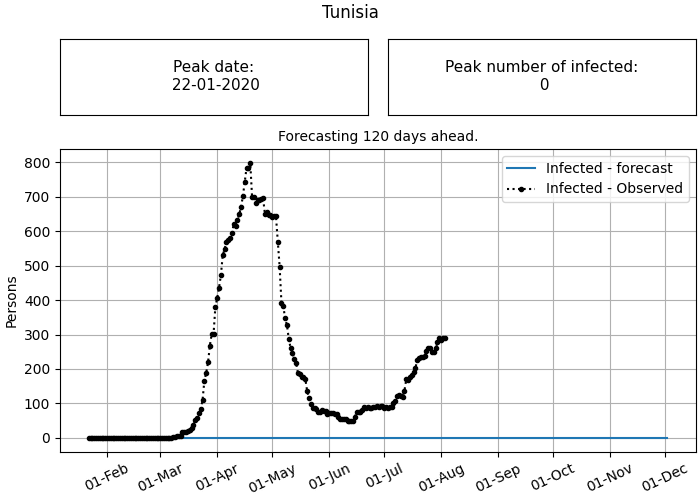 Tunisia
Peak date:
22-01-2020
Peak number of infected:
0
Forecasting 120 days ahead.
Infected - forecast
Infected - Observed
Persons
800
700
600
500
400
300
200
100
0
01-Feb
01-Mar
01-Apr
01-May
01-Jun
01-Jul
01-Aug
01-Sep
01-Oct
01-Nov
01-Dec